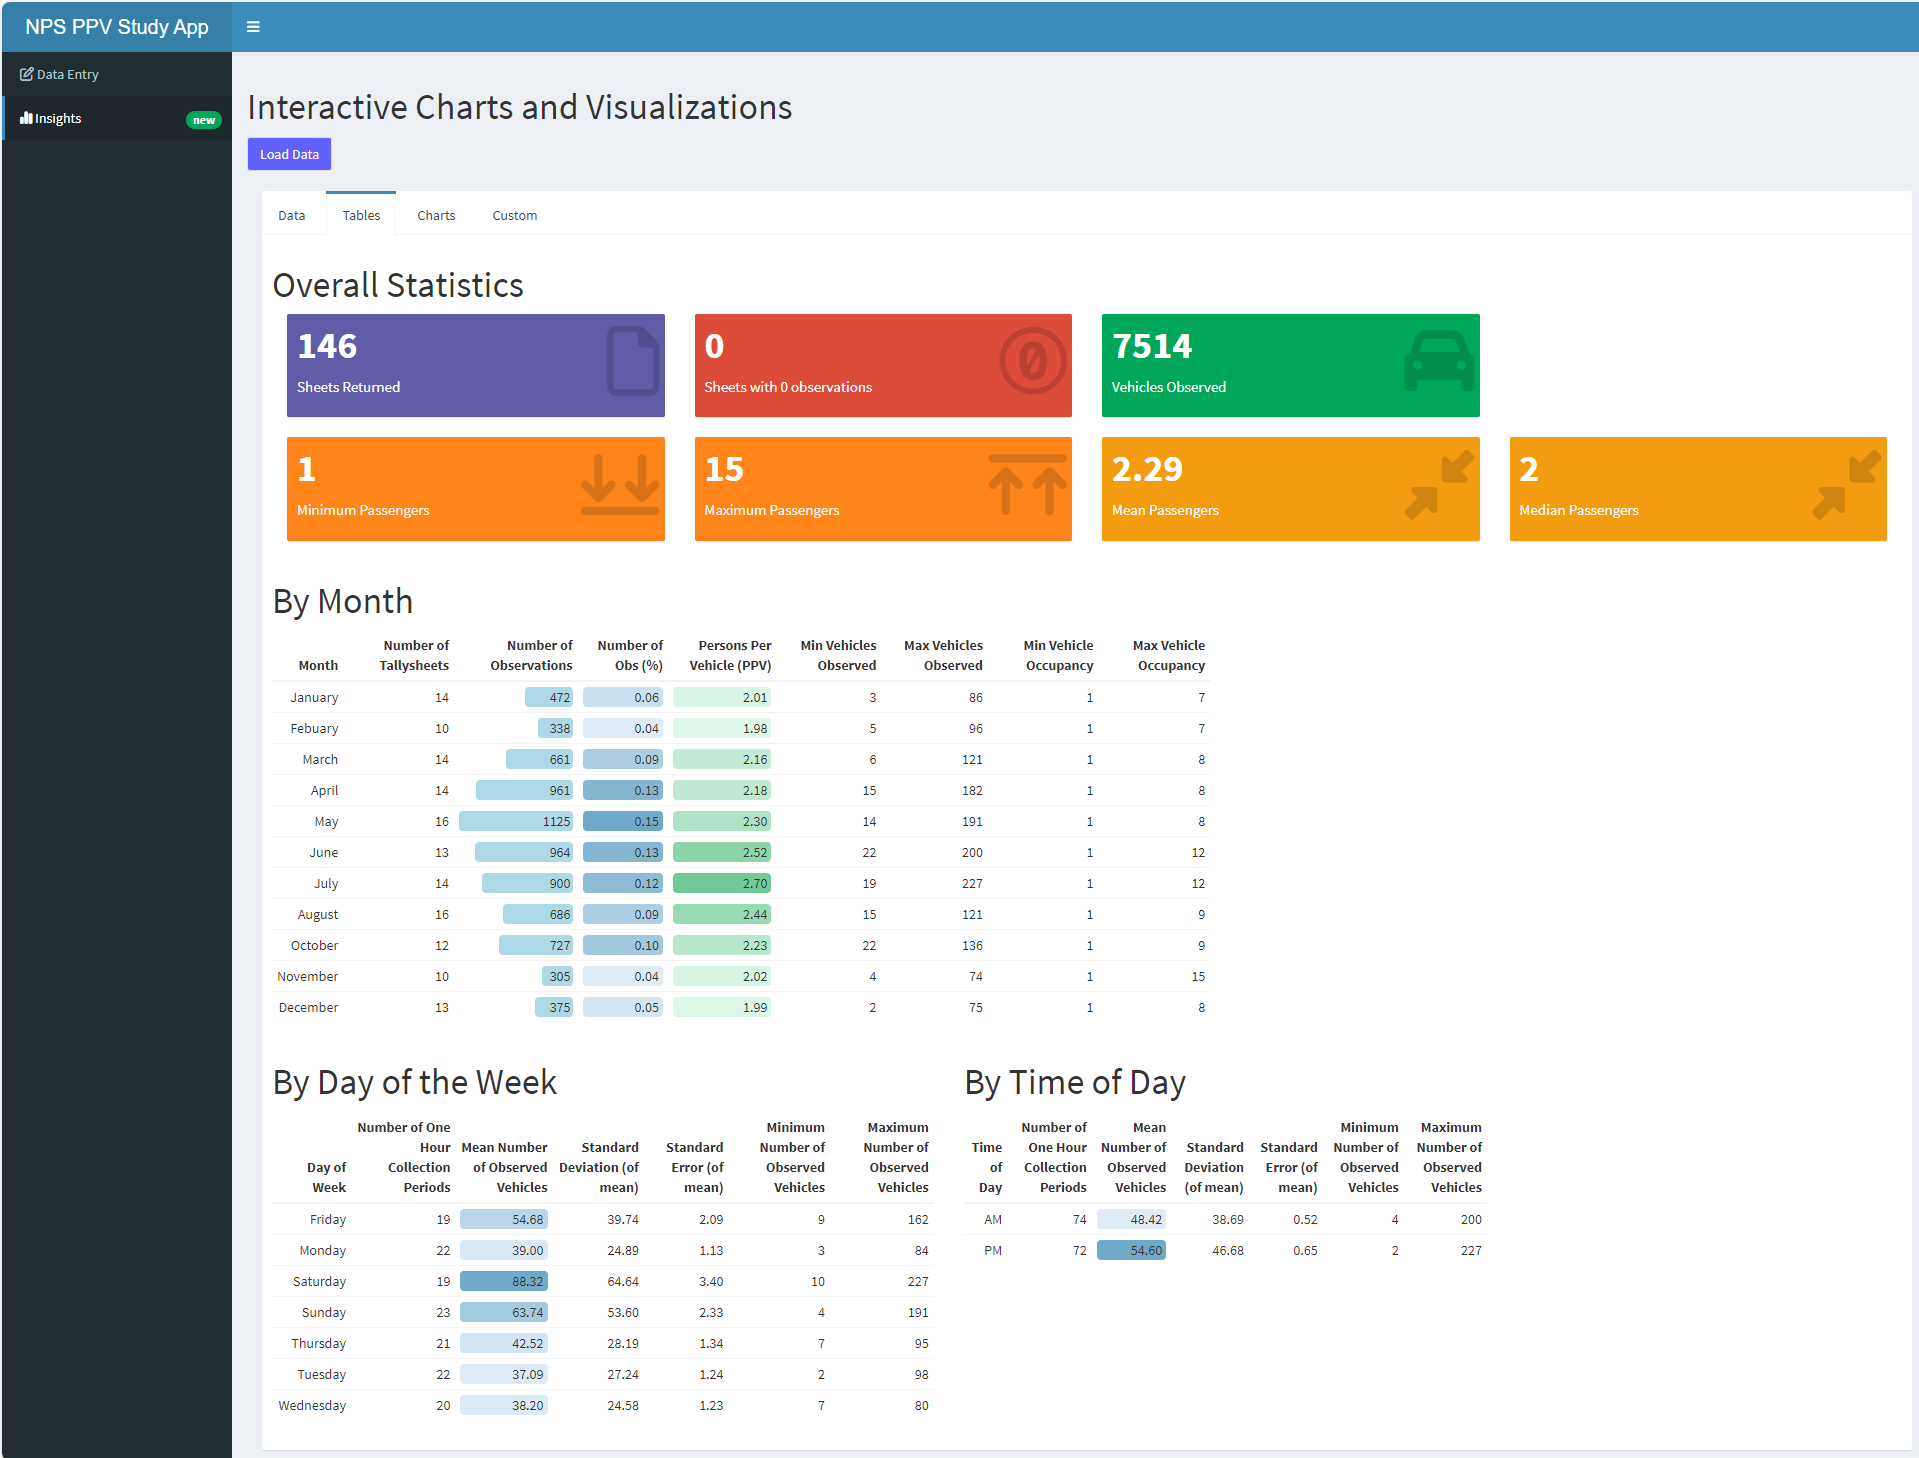 NPS PPV Study App
Data Entry
Insights new
Interactive Charts and Visualizations
Load Data
Data Tables Charts Custom
Overall Statistics
146
Sheets Returned
0
Sheets with 0 observations
0
7514
Vehicles Observed
1
Minimum Passengers
15
Maximum Passengers
2.29
Mean Passengers
2
Median Passengers
By Month
Number of Number of Number of Persons Per Min Vehicles Max Vehicles Min Vehicle Max Vehicle
Month Tallysheets Observations Obs (%) Vehicle (PPV) Observed Observed Occupancy Occupancy
January 14 472 0.06 2.01 3 86 1 7
Febuary 10 338 0.04 1.98 5 96 1 7
March 14 661 0.09 2.16 6 121 1 8
April 14 961 0.13 2.18 15 182 1 8
May 16 1125 0.15 2.30 14 191 1 8
June 13 964 0.13 2.52 22 200 1 12
July 14 900 0.12 2.70 19 227 1 12
August 16 686 0.09 2.44 15 121 1 9
October 12 727 0.10 2.23 22 136 1 9
November 10 305 0.04 2.02 4 74 1 15
December 13 375 0.05 1.99 2 75 1 8
By Day of the Week
Number of One Minimum Maximum
Hour Mean Number Standard Standard Number of Number of
Day of Collection of Observed Deviation (of Error (of Observed Observed
Week Periods Vehicles mean) mean) Vehicles Vehicles
Friday 19 54.68 39.74 2.09 9 162
Monday 22 39.00 24.89 1.13 3 84
Saturday 19 88.32 64.64 3.40 10 227
Sunday 23 63.74 53.60 2.33 4 191
Thursday 21 42.52 28.19 1.34 7 95
Tuesday 22 37.09 27.24 1.24 2 98
Wednesday 20 38.20 24.58 1.23 7 80
By Time of Day
Number of Mean Minimum Maximum
Time One Hour Number of Standard Standard Number of Number of
of Collection Observed Deviation Error (of Observed Observed
Day Periods Vehicles (of mean) mean) Vehicles Vehicles
AM 74 48.42 38.69 0.52 4 200
PM 72 54.60 46.68 0.65 2 227